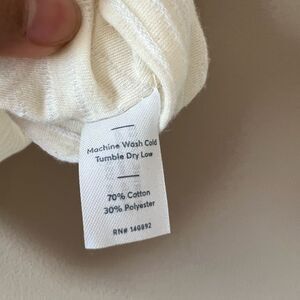 Machine Wash Cold
Tumble Dry Low
70% Cotton
30% Polyester
RN# 140892